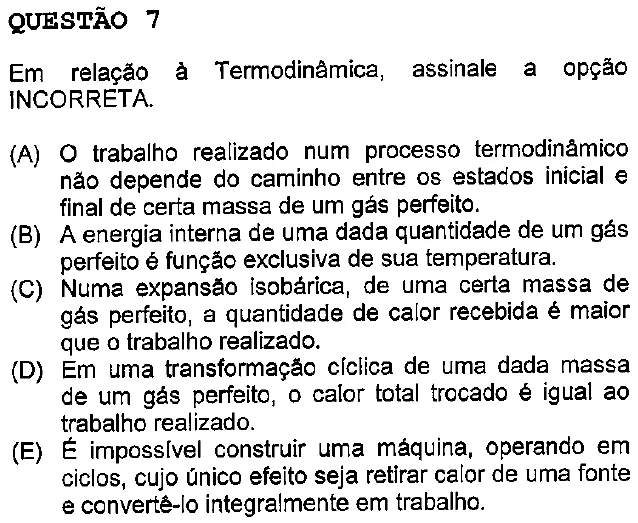 QUESTÃO 7
Em relação à Termodinâmica, assinale a opção
INCORRETA.
(A) O trabalho realizado num processo termodinâmico
não depende do caminho entre os estados inicial e
final de certa massa de um gás perfeito.
(B) A energia interna de uma dada quantidade de um gás
perfeito é função exclusiva de sua temperatura.
(C) Numa expansão isobárica, de uma certa massa de
gás perfeito, a quantidade de calor recebida é maior
que o trabalho realizado.
(D) Em uma transformação cíclica de uma dada massa
de um gás perfeito, o calor total trocado é igual ao
trabalho realizado.
(E) É impossível construir uma máquina, operando em
ciclos, cujo único efeito seja retirar calor de uma fonte
e convertê-lo integralmente em trabalho.